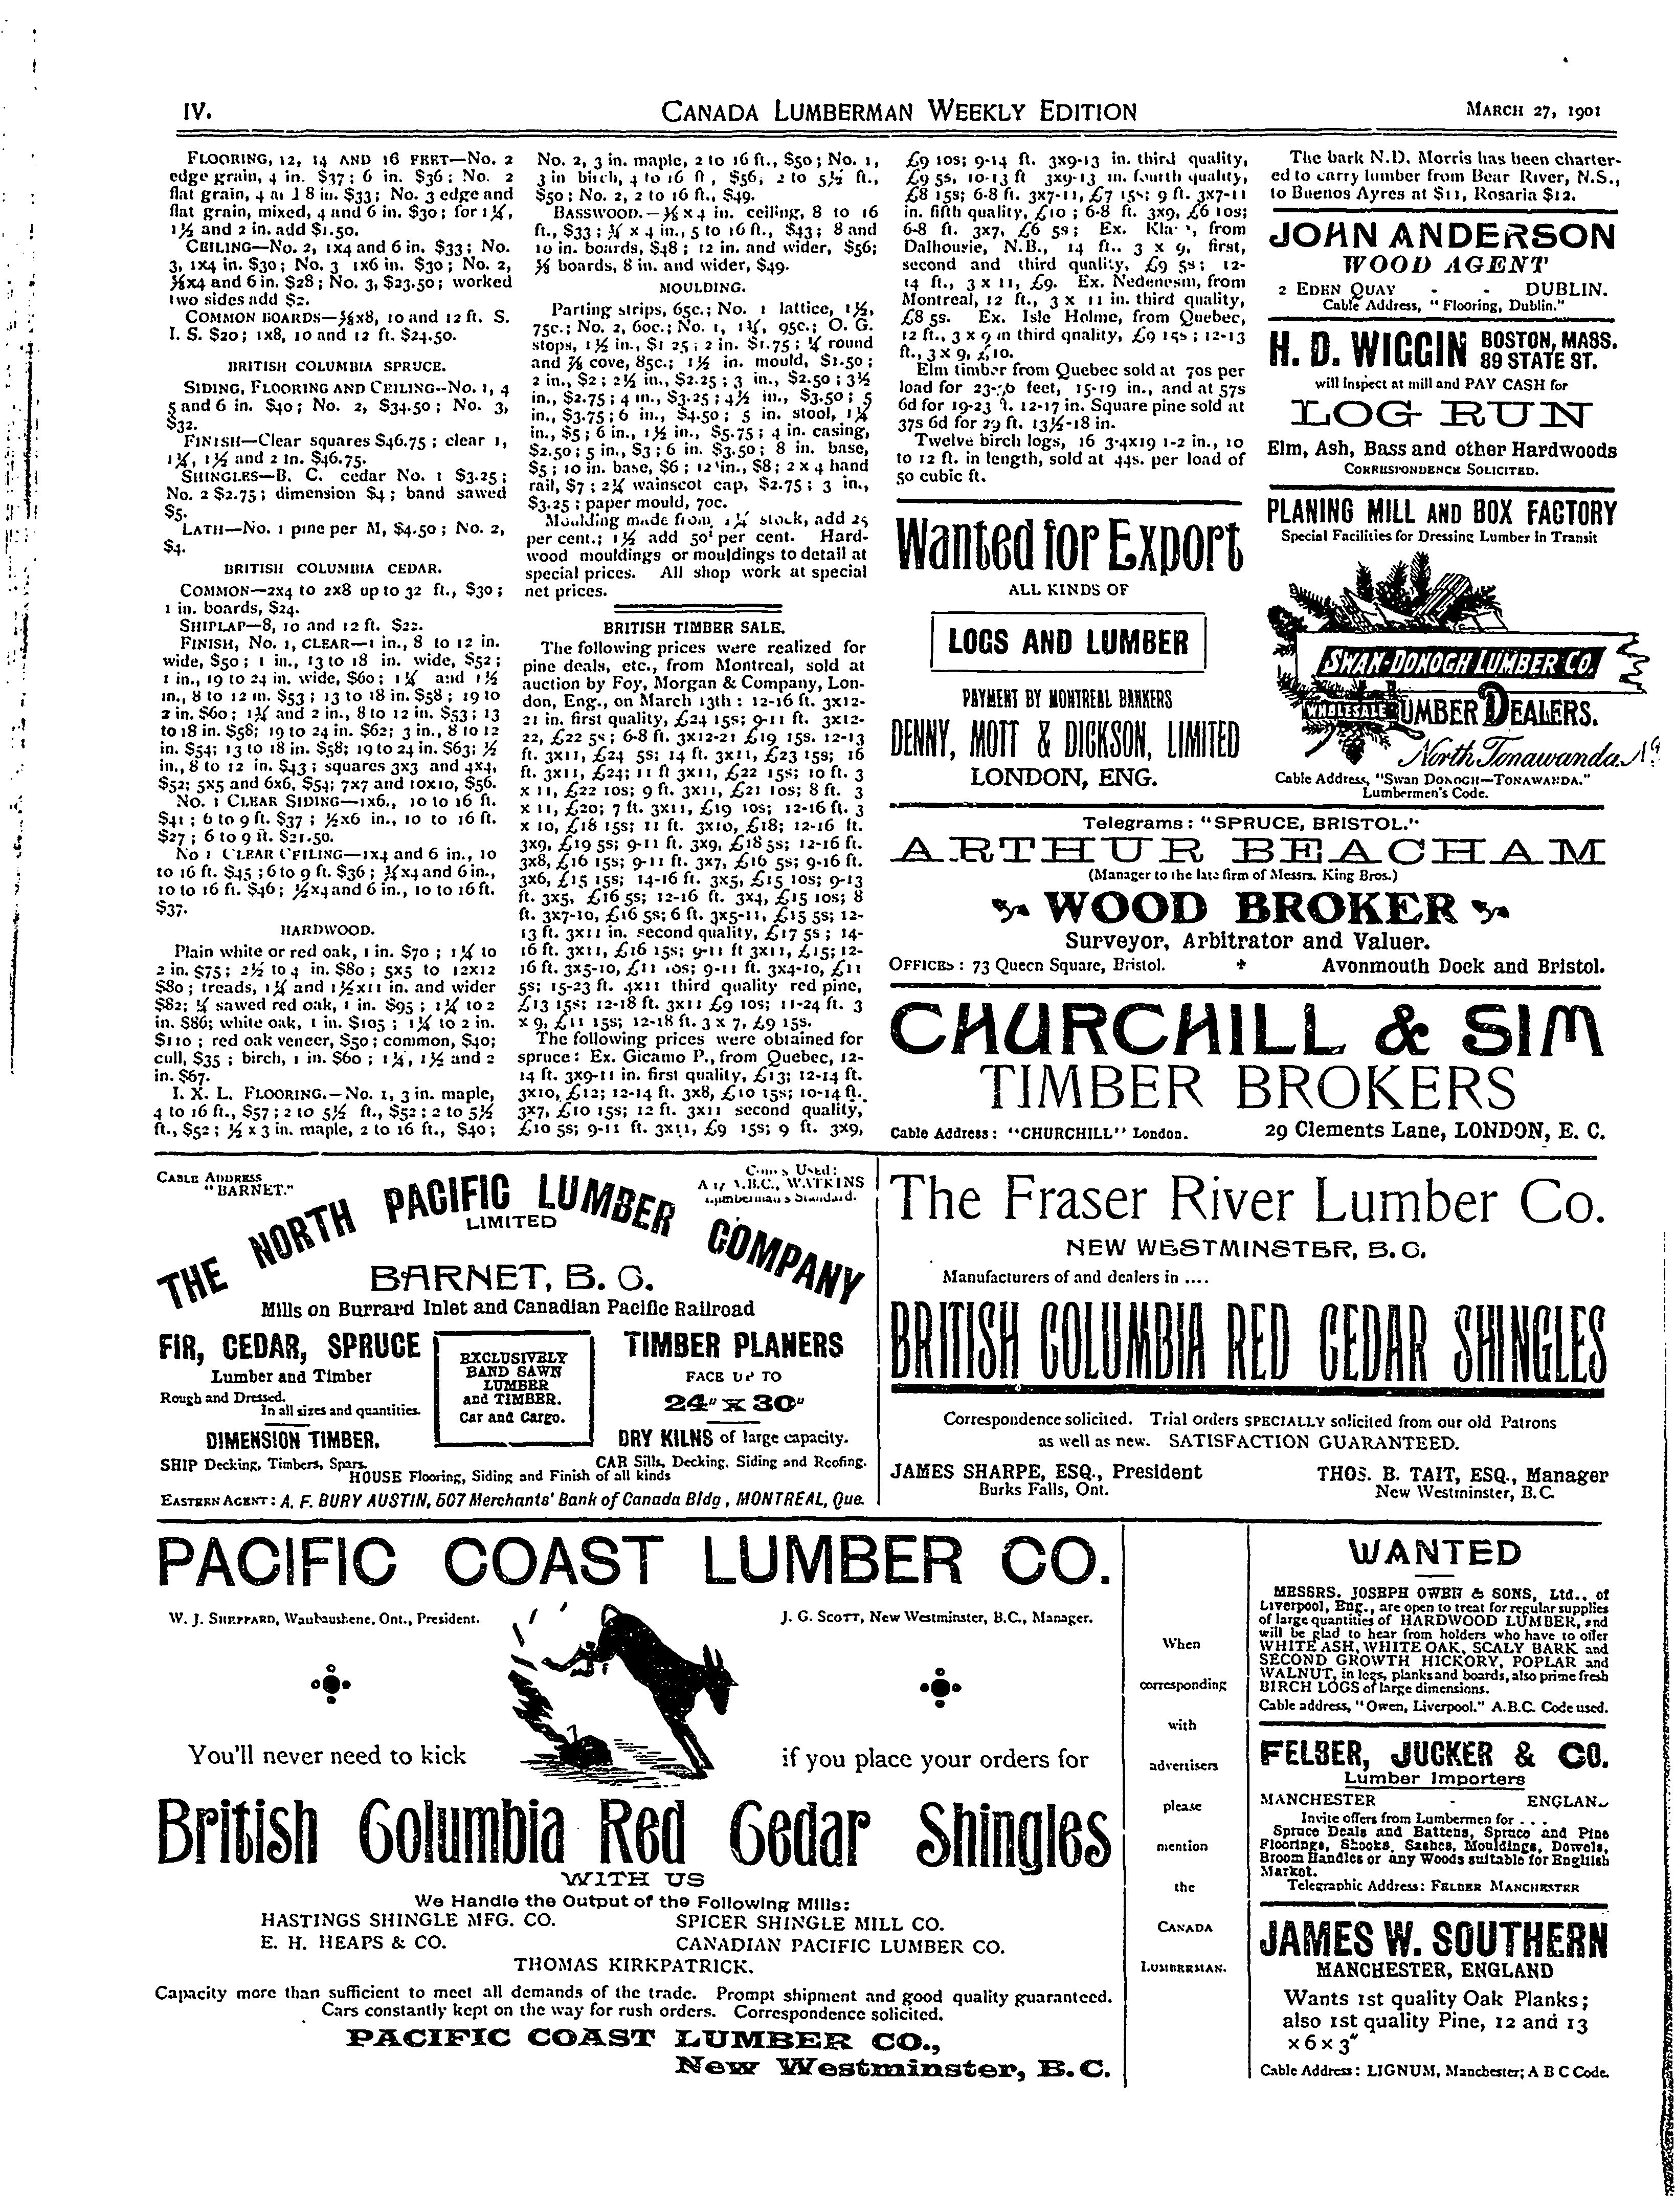 IV.
CANADA LUMBERMAN WEEKLY EDITION
MARCH 27, 1901
FLOORING, 12, 14 AND 16 FEET—No. 2
edge grain, 4 in. $37; 6 in. $36; No. 2
flat grain, 4 8 in. $33; No. 3 edge and
flat grain, mixed, 4 and 6 in. $30; for 1¼,
1½ and 2 in. add $1.50.
CEILING—No. 2, 1x4 and 6 in. $33; No.
3, 1x4 in. $30; No. 3 1x6 in. $30; No. 2,
⅝x4 and 6 in. $28; No. 3, $23.50; worked
two sides add $2.
COMMON BOARDS—⅝x8, 10 and 12 ft. S.
I. S. $20; 1x8, 10 and 12 ft. $24.50.
BRITISH COLUMBIA SPRUCE.
SIDING, FLOORING AND CEILING--No. 1, 4
5 and 6 in. $40; No. 2, $34.50; No. 3,
$32.
FINISH—Clear squares $46.75; clear 1,
1¼, 1½ and 2 in. $46.75.
SHINGLES—B. C. cedar No. 1 $3.25;
No. 2 $2.75; dimension $4; band sawed
$5.
LATH—No. 1 pine per M, $4.50; No. 2,
$4.
BRITISH COLUMBIA CEDAR.
COMMON—2x4 to 2x8 up to 32 ft., $30;
1 in. boards, $24.
SHIPLAP—8, 10 and 12 ft. $22.
FINISH, No. 1, CLEAR—1 in., 8 to 12 in.
wide, $50; 1 in., 13 to 18 in. wide, $52;
1 in., 19 to 24 in. wide, $60; 1¼ and 1½
in., 8 to 12 in. $53; 13 to 18 in. $58; 19 to
2 in. $60; 1¾ and 2 in., 8 to 12 in. $53; 13
to 18 in. $58; 19 to 24 in. $62; 3 in., 8 to 12
in. $54; 13 to 18 in. $58; 19 to 24 in. $63; ½
in., 8 to 12 in. $43; squares 3x3 and 4x4,
$52; 5x5 and 6x6, $54; 7x7 and 10x10, $56.
No. 1 CLEAR SIDING—1x6., 10 to 16 ft.
$41; 6 to 9 ft. $37; ½x6 in., 10 to 16 ft.
$27; 6 to 9 ft. $21.50.
No 1 CLEAR CEILING—1x4 and 6 in., 10
to 16 ft. $45; 6 to 9 ft. $36; ¾x4 and 6 in.,
10 to 16 ft. $46; ½x4 and 6 in., 10 to 16 ft.
$37.
HARDWOOD.
Plain white or red oak, 1 in. $70; 1¼ to
2 in. $75; 2½ to 4 in. $80; 5x5 to 12x12
$80; treads, 1¼ and 1½x11 in. and wider
$82; ¼ sawed red oak, 1 in. $95; 1¼ to 2
in. $86; white oak, 1 in. $105; 1¼ to 2 in.
$110; red oak veneer, $50; common, $40;
cull, $35; birch, 1 in. $60; 1¼, 1½ and 2
in. $67.
I. X. L. FLOORING.—No. 1, 3 in. maple,
4 to 16 ft., $57; 2 to 5½ ft., $52; 2 to 5½
ft., $52; ½ x 3 in. maple, 2 to 16 ft., $40;
No. 2, 3 in. maple, 2 to 16 ft., $50; No. 1,
3 in birch, 4 to 16 ft, $56, 2 to 5½ ft.,
$50; No. 2, 2 to 16 ft., $49.
BASSWOOD.—⅜ x 4 in. ceiling, 8 to 16
ft., $33; ¾ x 4 in., 5 to 16 ft., $43; 8 and
10 in. boards, $48; 12 in. and wider, $56;
⅜ boards, 8 in. and wider, $49.
MOULDING.
Parting strips, 65c.; No. 1 lattice, 1½,
75c.; No. 2, 60c.; No. 1, 1¾, 95c.; O. G.
stops, 1½ in., $1 25; 2 in. $1.75; ¼ round
and ⅞ cove, 85c.; 1½ in. mould, $1.50;
2 in., $2; 2½ in., $2.25; 3 in., $2.50; 3½
in., $2.75; 4 in., $3.25; 4½ in., $3.50; 5
in., $3.75; 6 in., $4.50; 5 in. stool, 1¼
in., $5; 6 in., 1½ in., $5.75; 4 in. casing,
$2.50; 5 in., $3; 6 in. $3.50; 8 in. base,
$5; 10 in. base, $6; 12 in., $8; 2 x 4 hand
rail, $7; 2¼ wainscot cap, $2.75; 3 in.,
$3.25; paper mould, 70c.
Moulding made from 1¼ stock, add 25
per cent.; 1½ add 50 per cent. Hard-
wood mouldings or mouldings to detail at
special prices. All shop work at special
net prices.
BRITISH TIMBER SALE.
The following prices were realized for
pine deals, etc., from Montreal, sold at
auction by Foy, Morgan & Company, Lon-
don, Eng., on March 13th: 12-16 ft. 3x12-
21 in. first quality, £24 15s; 9-11 ft. 3x12-
22, £22 5s; 6-8 ft. 3x12-21 £19 15s. 12-13
ft. 3x11, £24 5s; 14 ft. 3x11, £23 15s; 16
ft. 3x11, £24; 11 ft 3x11, £22 15s; 10 ft. 3
x 11, £22 10s; 9 ft. 3x11, £21 10s; 8 ft. 3
x 11, £20; 7 ft. 3x11, £19 10s; 12-16 ft. 3
x 10, £18 15s; 11 ft. 3x10, £18; 12-16 ft.
3x9, £19 5s; 9-11 ft. 3x9, £18 5s; 12-16 ft.
3x8, £16 15s; 9-11 ft. 3x7, £16 5s; 9-16 ft.
3x6, £15 15s; 14-16 ft. 3x5, £15 10s; 9-13
ft. 3x5, £16 5s; 12-16 ft. 3x4, £15 10s; 8
ft. 3x7-10, £16 5s; 6 ft. 3x5-11, £15 5s; 12-
13 ft. 3x11 in. second quality, £17 5s; 14-
16 ft. 3x11, £16 15s; 9-11 ft 3x11, £15; 12-
16 ft. 3x5-10, £11 10s; 9-11 ft. 3x4-10, £11
5s; 15-23 ft. 4x11 third quality red pine,
£13 15s; 12-18 ft. 3x11 £9 10s; 11-24 ft. 3
x 9, £11 15s; 12-18 ft. 3 x 7, £9 15s.
The following prices were obtained for
spruce: Ex. Gicamo P., from Quebec, 12-
14 ft. 3x9-11 in. first quality, £13; 12-14 ft.
3x10, £12; 12-14 ft. 3x8, £10 15s; 10-14 ft.
3x7, £10 15s; 12 ft. 3x11 second quality,
£10 5s; 9-11 ft. 3x11, £9 15s; 9 ft. 3x9,
£9 10s; 9-14 ft. 3x9-13 in. third quality,
£9 5s, 10-13 ft 3x9-13 in. fourth quality,
£8 15s; 6-8 ft. 3x7-11, £7 15s; 9 ft. 3x7-11
in. fifth quality, £10; 6-8 ft. 3x9, £6 10s;
6-8 ft. 3x7, £6 5s; Ex. from
Dalhousie, N.B., 14 ft.. 3 x 9, first,
second and third quality, £9 5s; 12-
14 ft., 3 x 11, £9. Ex. Nedenesm, from
Montreal, 12 ft., 3 x 11 in. third quality,
£8 5s. Ex. Isle Holme, from Quebec,
12 ft., 3 x 9 in third quality, £9 15s; 12-13
ft., 3 x 9, £10.
Elm timber from Quebec sold at 70s per
load for feet, 15-19 in., and at 57s
6d for 19-23 12-17 in. Square pine sold at
37s 6d for 29 ft. 13½-18 in.
Twelve birch logs, 16 3-4x19 1-2 in., 10
to 12 ft. in length, sold at 44s. per load of
50 cubic ft.
Wanted for Export
ALL KINDS OF
LOGS AND LUMBER
PAYMENT BY MONTREAL BANKERS
DENNY, MOTT & DICKSON, LIMITED
LONDON, ENG.
The bark N.D. Morris has been charter-
ed to carry lumber from Bear River, N.S.,
to Buenos Ayres at $11, Rosaria $12.
JOHN ANDERSON
WOOD AGENT
2 EDEN QUAY - - DUBLIN.
Cable Address, "Flooring, Dublin."
H. D. WIGGIN BOSTON, MASS.
89 STATE ST.
will inspect at mill and PAY CASH for
LOG RUN
Elm, Ash, Bass and other Hardwoods
CORRESPONDENCE SOLICITED.
PLANING MILL AND BOX FACTORY
Special Facilities for Dressing Lumber in Transit
SWAN-DONOGH LUMBER CO.
WHOLESALE LUMBER DEALERS.
North Tonawanda, N.Y.
Cable Address, "SWAN DONOGH—TONAWANDA."
Lumbermen's Code.
Telegrams: "SPRUCE, BRISTOL."
ARTHUR BEACHAM
(Manager to the late firm of Messrs. King Bros.)
WOOD BROKER
Surveyor, Arbitrator and Valuer.
OFFICES: 73 Queen Square, Bristol. Avonmouth Dock and Bristol.
CHURCHILL & SIM
TIMBER BROKERS
Cable Address: "CHURCHILL" London. 29 Clements Lane, LONDON, E. C.
CABLE ADDRESS
"BARNET."
Codes Used:
A.B.C., WATKINS
Lumberman's Standard.
THE NORTH PACIFIC LUMBER COMPANY
LIMITED
BARNET, B. C.
Mills on Burrard Inlet and Canadian Pacific Railroad
FIR, CEDAR, SPRUCE
Lumber and Timber
Rough and Dressed.
In all sizes and quantities.
DIMENSION TIMBER.
EXCLUSIVELY
BAND SAWN
LUMBER
and TIMBER.
Car and Cargo.
TIMBER PLANERS
FACE UP TO
24" X 30"
DRY KILNS of large capacity.
SHIP Decking, Timbers, Spars.
CAR Sills, Decking, Siding and Roofing.
HOUSE Flooring, Siding and Finish of all kinds
EASTERN AGENT: A. F. BURY AUSTIN, 507 Merchants' Bank of Canada Bldg, MONTREAL, Que.
The Fraser River Lumber Co.
NEW WESTMINSTER, B. C.
Manufacturers of and dealers in ....
BRITISH COLUMBIA RED CEDAR SHINGLES
Correspondence solicited. Trial orders SPECIALLY solicited from our old Patrons
as well as new. SATISFACTION GUARANTEED.
JAMES SHARPE, ESQ., President
Burks Falls, Ont.
THOS. B. TAIT, ESQ., Manager
New Westminster, B.C.
PACIFIC COAST LUMBER CO.
W. J. SHEPPARD, Waubaushene, Ont., President.
J. G. SCOTT, New Westminster, B.C., Manager.
You'll never need to kick
if you place your orders for
British Columbia Red Cedar Shingles
WITH US
We Handle the Output of the Following Mills:
HASTINGS SHINGLE MFG. CO. SPICER SHINGLE MILL CO.
E. H. HEAPS & CO. CANADIAN PACIFIC LUMBER CO.
THOMAS KIRKPATRICK.
Capacity more than sufficient to meet all demands of the trade. Prompt shipment and good quality guaranteed.
Cars constantly kept on the way for rush orders. Correspondence solicited.
PACIFIC COAST LUMBER CO.,
New Westminster, B.C.
When
corresponding
with
advertisers
please
mention
the
CANADA
LUMBERMAN.
WANTED
MESSRS. JOSEPH OWEN & SONS, Ltd., of
Liverpool, Eng., are open to treat for regular supplies
of large quantities of HARDWOOD LUMBER, and
will be glad to hear from holders who have to offer
WHITE ASH, WHITE OAK, SCALY BARK and
SECOND GROWTH HICKORY, POPLAR and
WALNUT, in logs, planks and boards, also prime fresh
BIRCH LOGS of large dimensions.
Cable address, "Owen, Liverpool." A.B.C. Code used.
FELBER, JUCKER & CO.
Lumber Importers
MANCHESTER - ENGLAND
Invite offers from Lumbermen for . . .
Spruce Deals and Battens, Spruce and Pine
Floorings, Shooks, Sashes, Mouldings, Dowels,
Broom Handles or any Woods suitable for English
Market.
Telegraphic Address: FELBER MANCHESTER
JAMES W. SOUTHERN
MANCHESTER, ENGLAND
Wants 1st quality Oak Planks;
also 1st quality Pine, 12 and 13
x 6 x 3"
Cable Address: LIGNUM, Manchester; A B C Code.